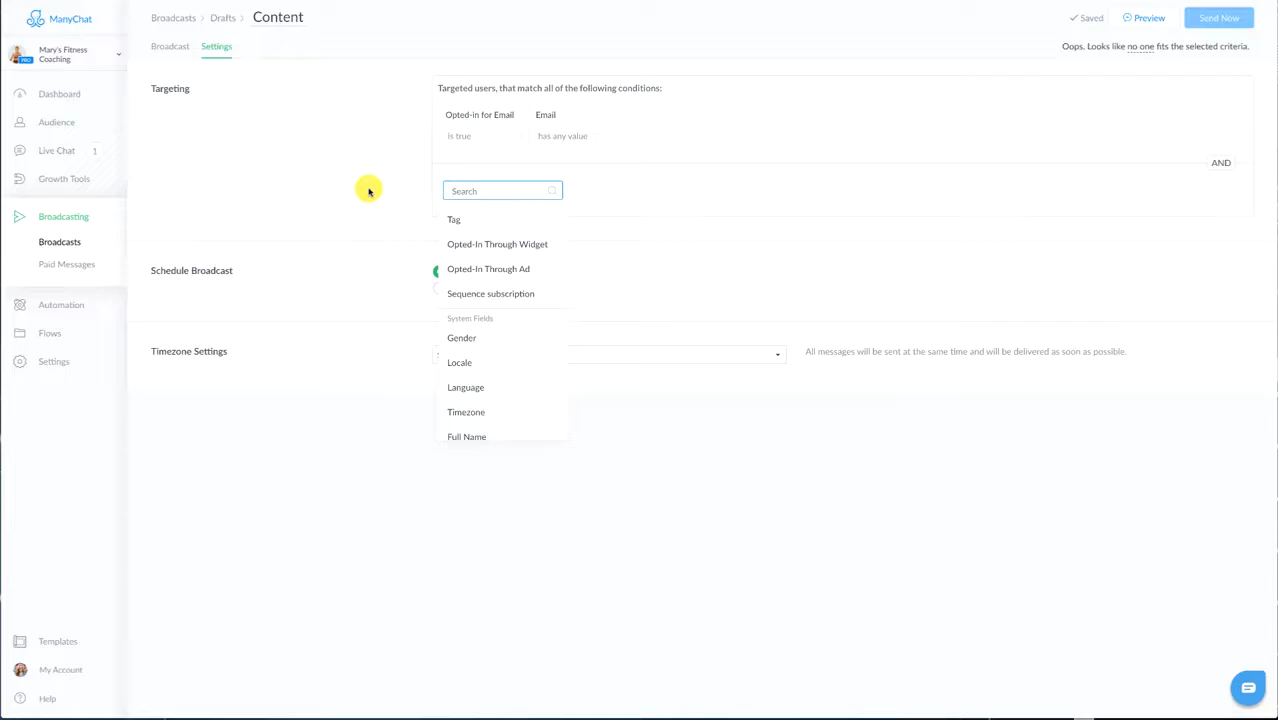 ManyChat
Broadcasts > Drafts > Content
Saved
Preview
Send Now
Mary's Fitness
Coaching
PRO
Broadcast
Settings
Oops. Looks like no one fits the selected criteria.
Dashboard
Audience
Live Chat 1
Growth Tools
Broadcasting
Broadcasts
Paid Messages
Automation
Flows
Settings
Templates
My Account
Help
Targeting
Targeted users, that match all of the following conditions:
Opted-in for Email Email
is true has any value
AND
Search
Tag
Opted-In Through Widget
Opted-In Through Ad
Sequence subscription
System Fields
Gender
Locale
Language
Timezone
Full Name
Schedule Broadcast
Timezone Settings
All messages will be sent at the same time and will be delivered as soon as possible.